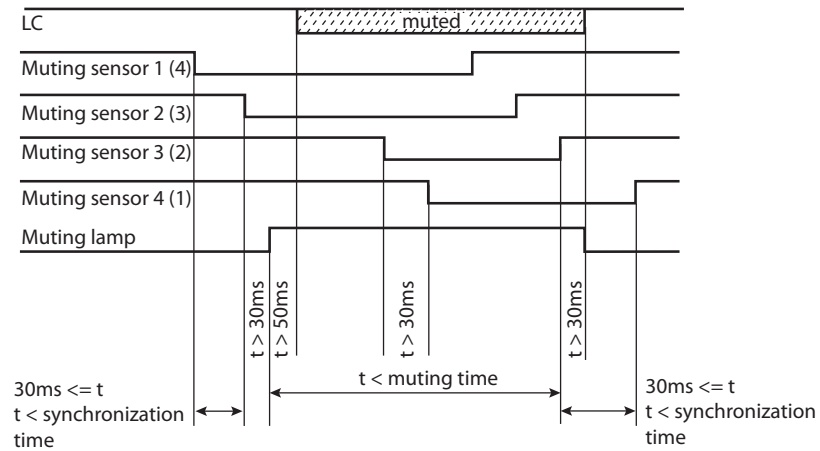 LC
muted
Muting sensor 1 (4)
Muting sensor 2 (3)
Muting sensor 3 (2)
Muting sensor 4 (1)
Muting lamp
t > 30ms
t > 50ms
t > 30ms
t > 30ms
t < muting time
30ms <= t
t < synchronization
time
30ms <= t
t < synchronization
time